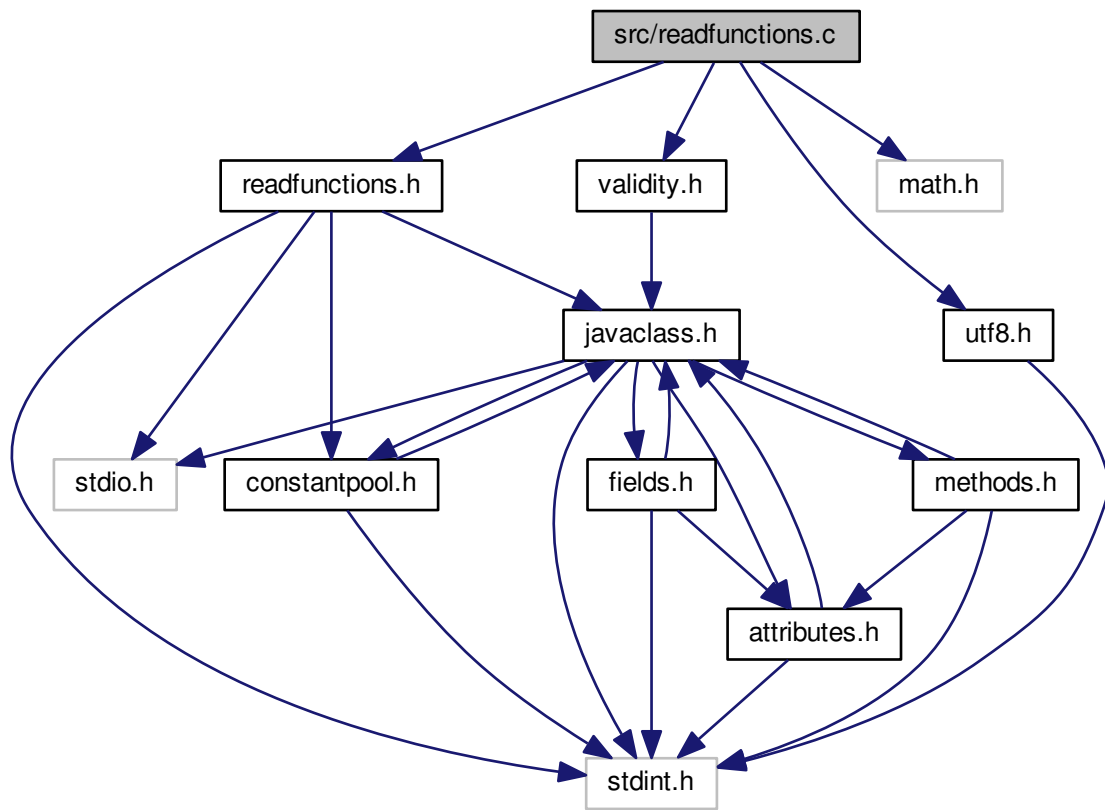 src/readfunctions.c
readfunctions.h
validity.h
math.h
javaclass.h
utf8.h
stdio.h
constantpool.h
fields.h
methods.h
attributes.h
stdint.h